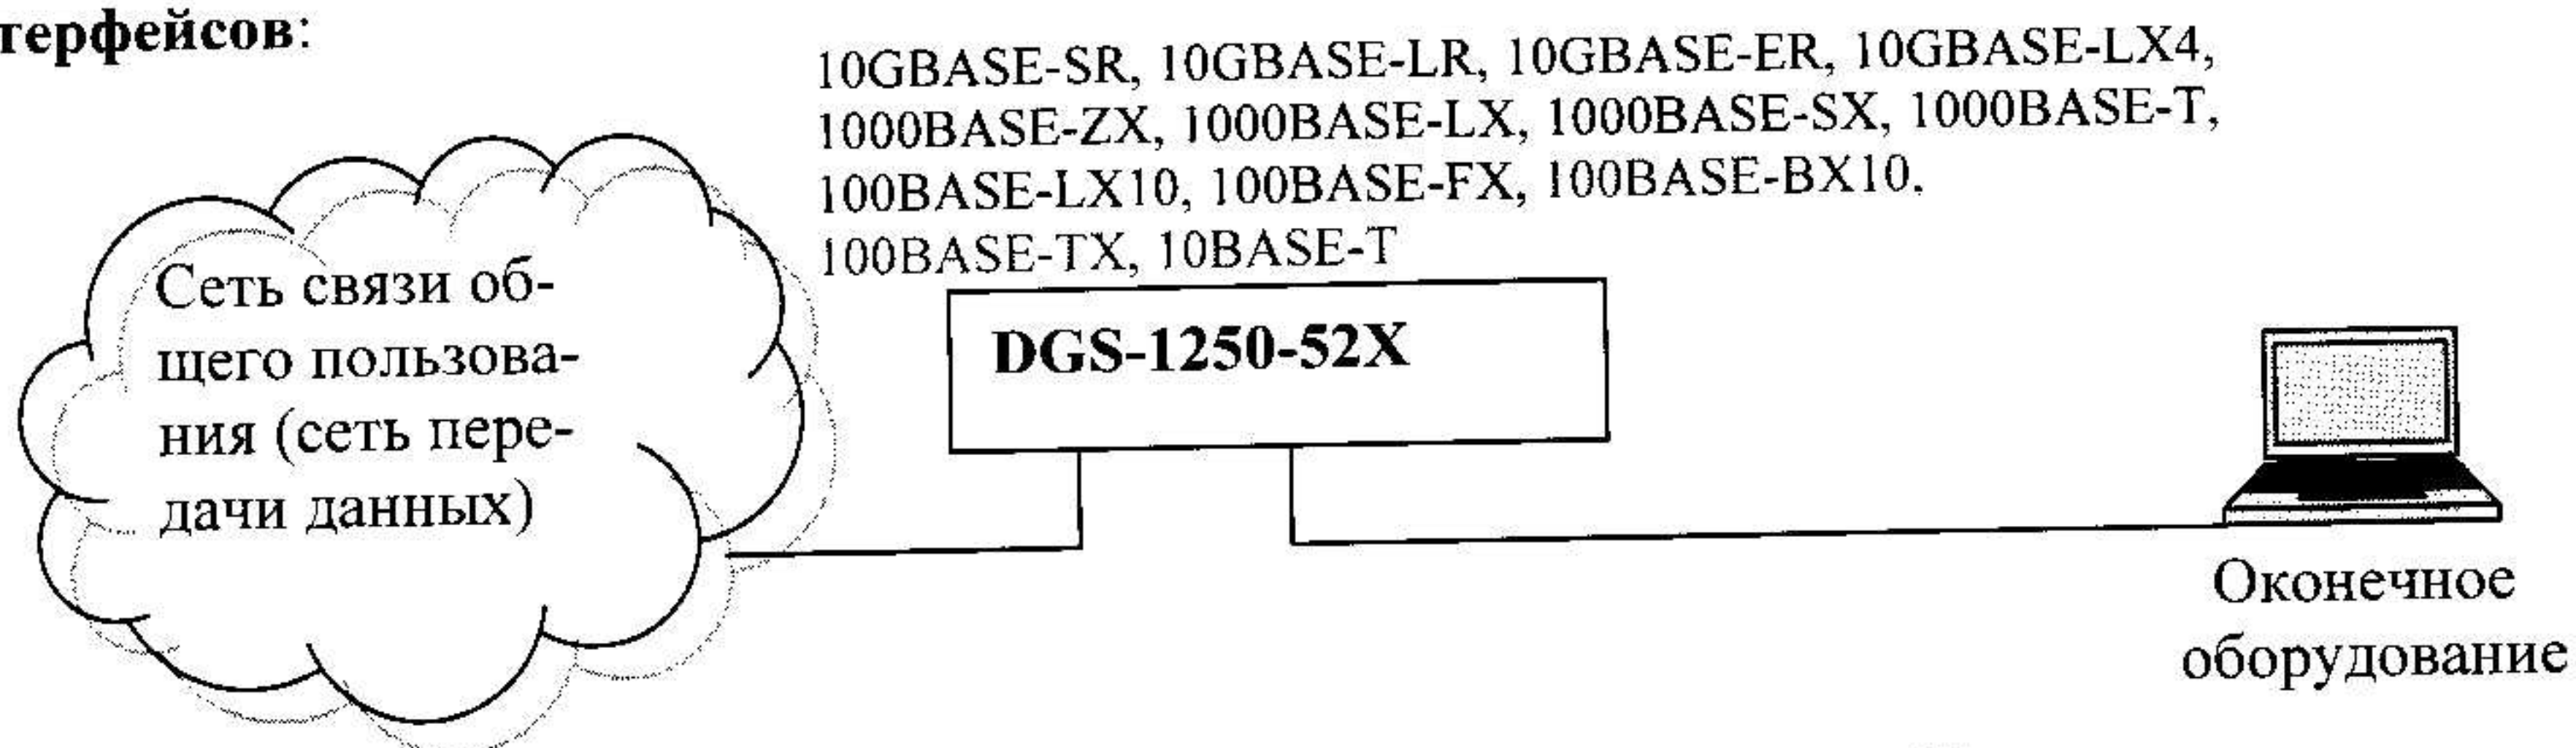 терфейсов:
10GBASE-SR, 10GBASE-LR, 10GBASE-ER, 10GBASE-LX4,
1000BASE-ZX, 1000BASE-LX, 1000BASE-SX, 1000BASE-T,
100BASE-LX10, 100BASE-FX, 100BASE-BX10,
100BASE-TX, 10BASE-T
Сеть связи об-
щего пользова-
ния (сеть пере-
дачи данных)
DGS-1250-52X
Оконечное
оборудование